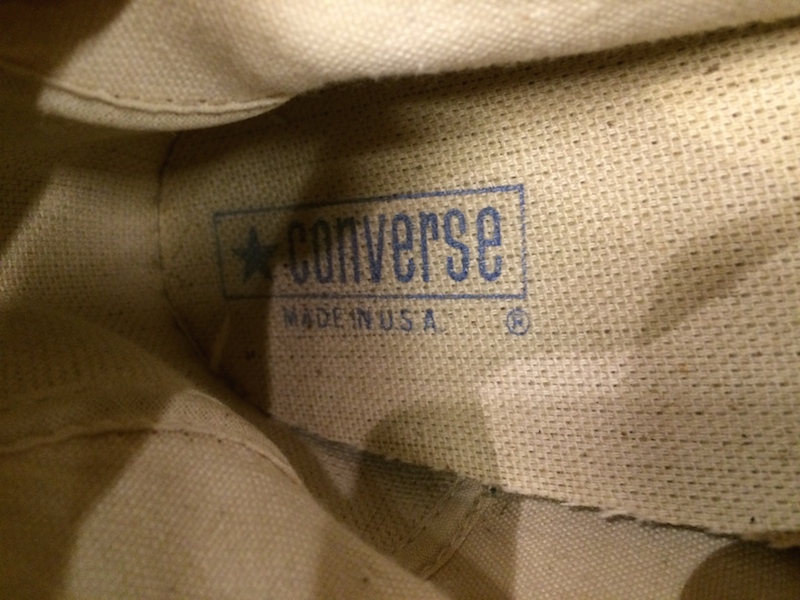 ★ converse
MADE IN U.S.A.
®